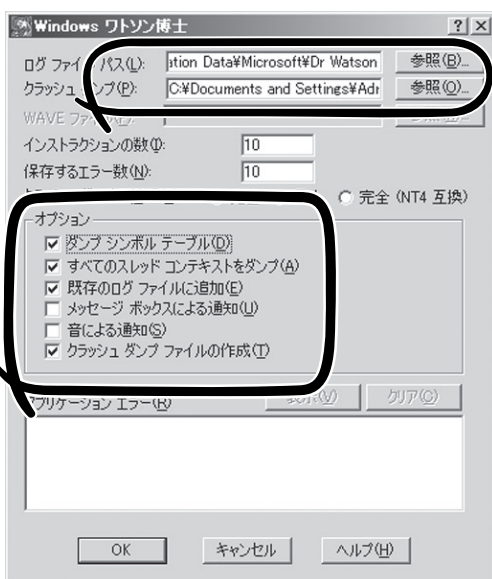 Windows ワトソン博士
ログ ファイル パス(L): ation Data¥Microsoft¥Dr Watson 参照(B)...
クラッシュ ダンプ(P): C:¥Documents and Settings¥Adr 参照(O)...
WAVE
インストラクションの数(I): 10
保存するエラー数(N): 10
完全 (NT4 互換)
オプション
ダンプ シンボル テーブル(D)
すべてのスレッド コンテキストをダンプ(A)
既存のログ ファイルに追加(E)
メッセージ ボックスによる通知(U)
音による通知(S)
クラッシュ ダンプ ファイルの作成(T)
アプリケーション エラー(R) 表示(V) クリア(C)
OK キャンセル ヘルプ(H)